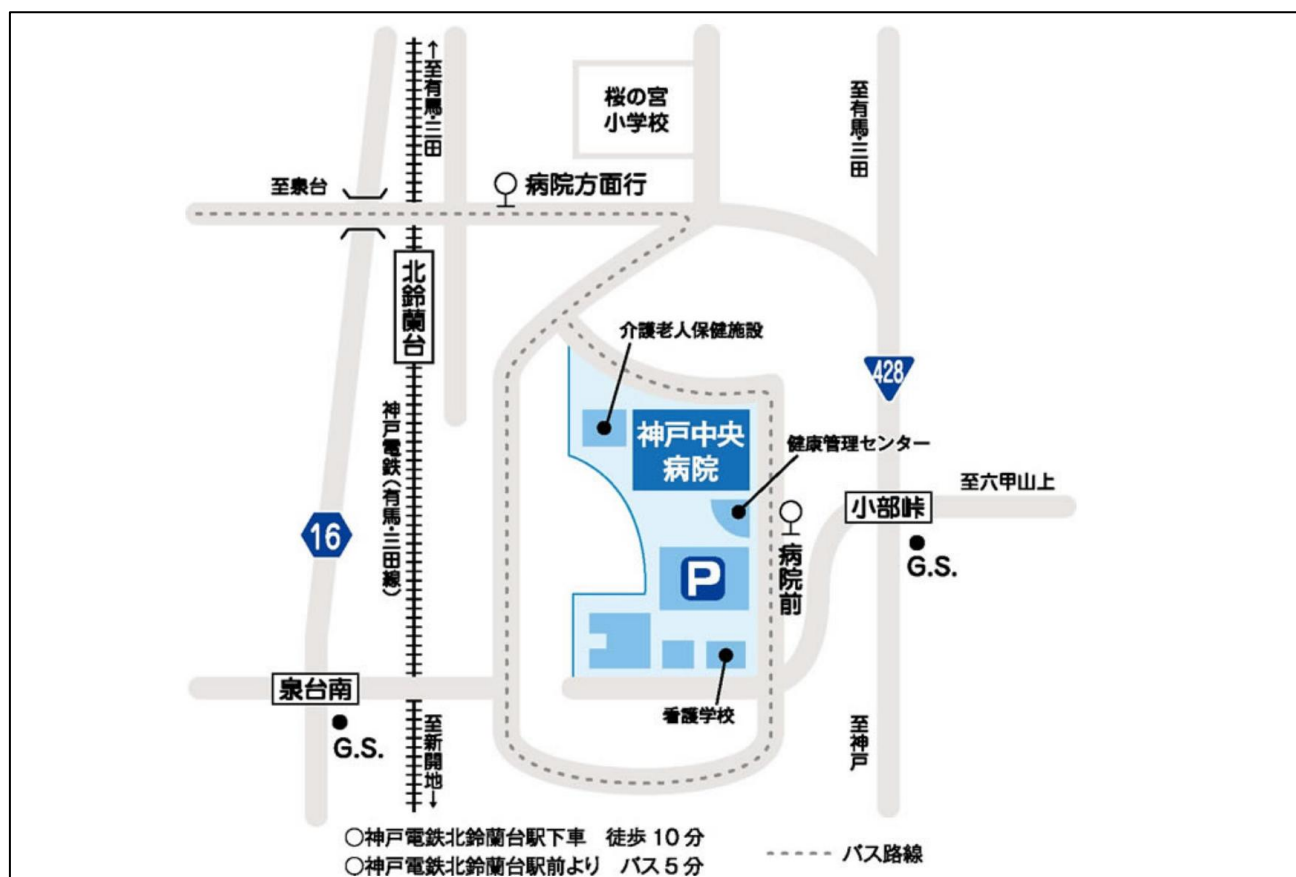 ↑至有馬・三田
桜の宮
小学校
至有馬・三田
至泉台
病院方面行
北鈴蘭台
介護老人保健施設
428
神戸中央
病院
健康管理センター
神戸電鉄(有馬・三田線)
至六甲山上
小部峠
16
G.S.
P
病院前
泉台南
看護学校
G.S.
至新開地↓
至神戸
○神戸電鉄北鈴蘭台駅下車 徒歩10分
○神戸電鉄北鈴蘭台駅前より バス5分
バス路線